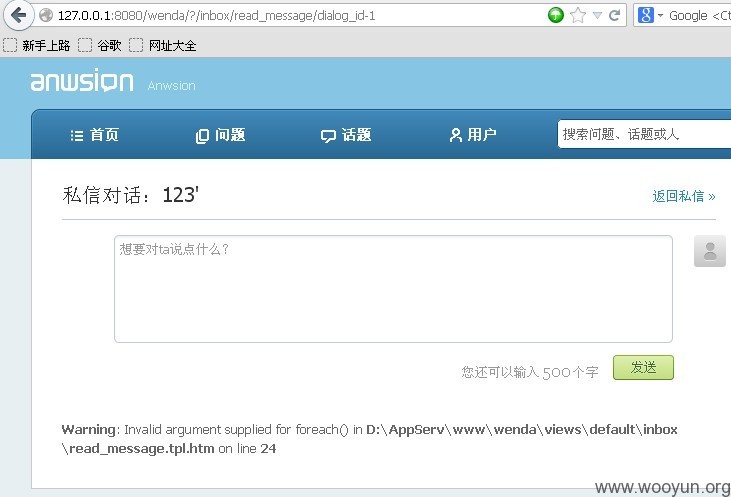 127.0.0.1:8080/wenda/?/inbox/read_message/dialog_id-1
Google <Ct
新手上路 谷歌 网址大全
anwsion Anwsion
首页 问题 话题 用户 搜索问题、话题或人
私信对话：123' 返回私信 »
想要对ta说点什么?
您还可以输入 500个字 发送
Warning: Invalid argument supplied for foreach() in D:\AppServ\www\wenda\views\default\inbox
\read_message.tpl.htm on line 24
www.wooyun.org